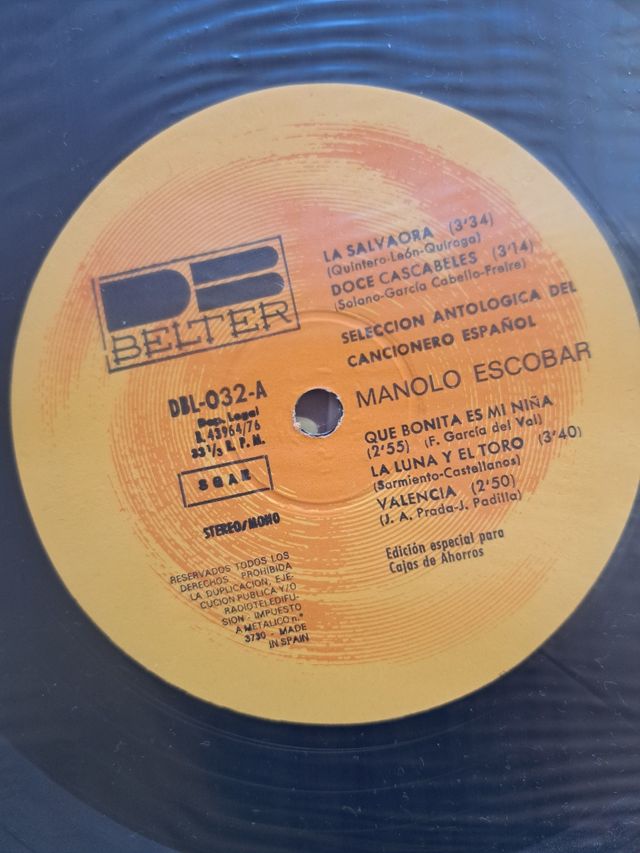 DB
BELTER
DBL-032-A
Dep. Legal
B. 43964/76
33 1/3 R. P. M.
SGAE
STEREO/MONO
RESERVADOS TODOS LOS
DERECHOS PROHIBIDA
LA DUPLICACION, EJE-
CUCION PUBLICA Y/O
RADIOTELEDIFU-
SION - IMPUESTO
A METALICO n.º
3730 - MADE
IN SPAIN
LA SALVAORA (3'34)
(Quintero-León-Quiroga)
DOCE CASCABELES (3'14)
(Solano-García Cabello-Freire)
SELECCION ANTOLOGICA DEL
CANCIONERO ESPAÑOL
MANOLO ESCOBAR
QUE BONITA ES MI NIÑA
(2'55) (F. García del Val)
LA LUNA Y EL TORO (3'40)
(Sarmiento-Castellanos)
VALENCIA (2'50)
(J. A. Prada-J. Padilla)
Edición especial para
Cajas de Ahorros